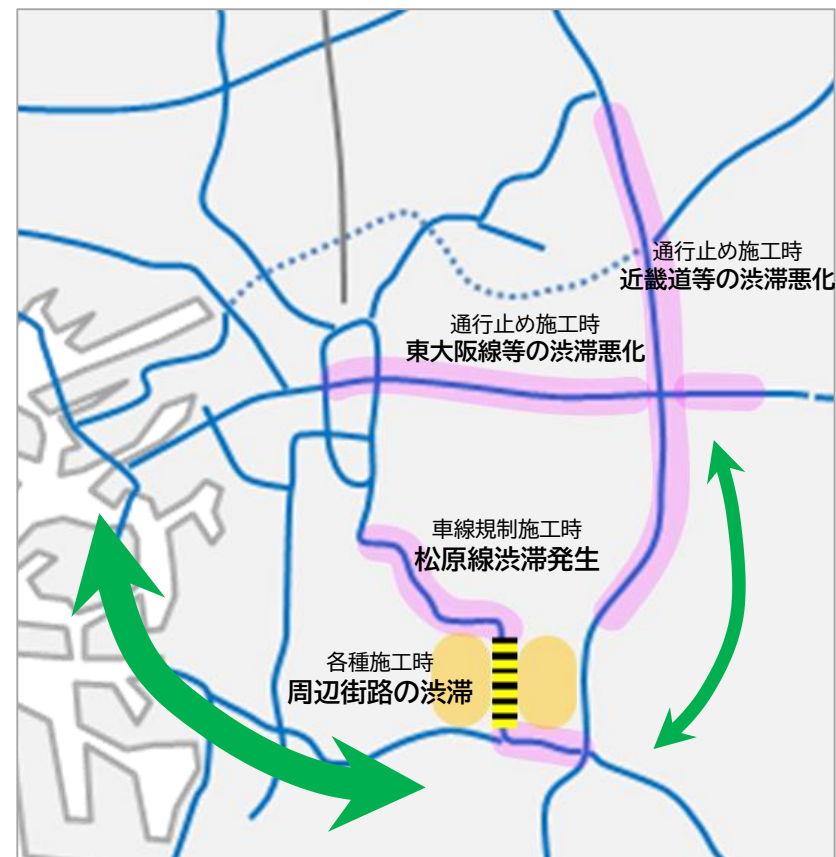 通行止め施工時
近畿道等の渋滞悪化
通行止め施工時
東大阪線等の渋滞悪化
車線規制施工時
松原線渋滞発生
各種施工時
周辺街路の渋滞